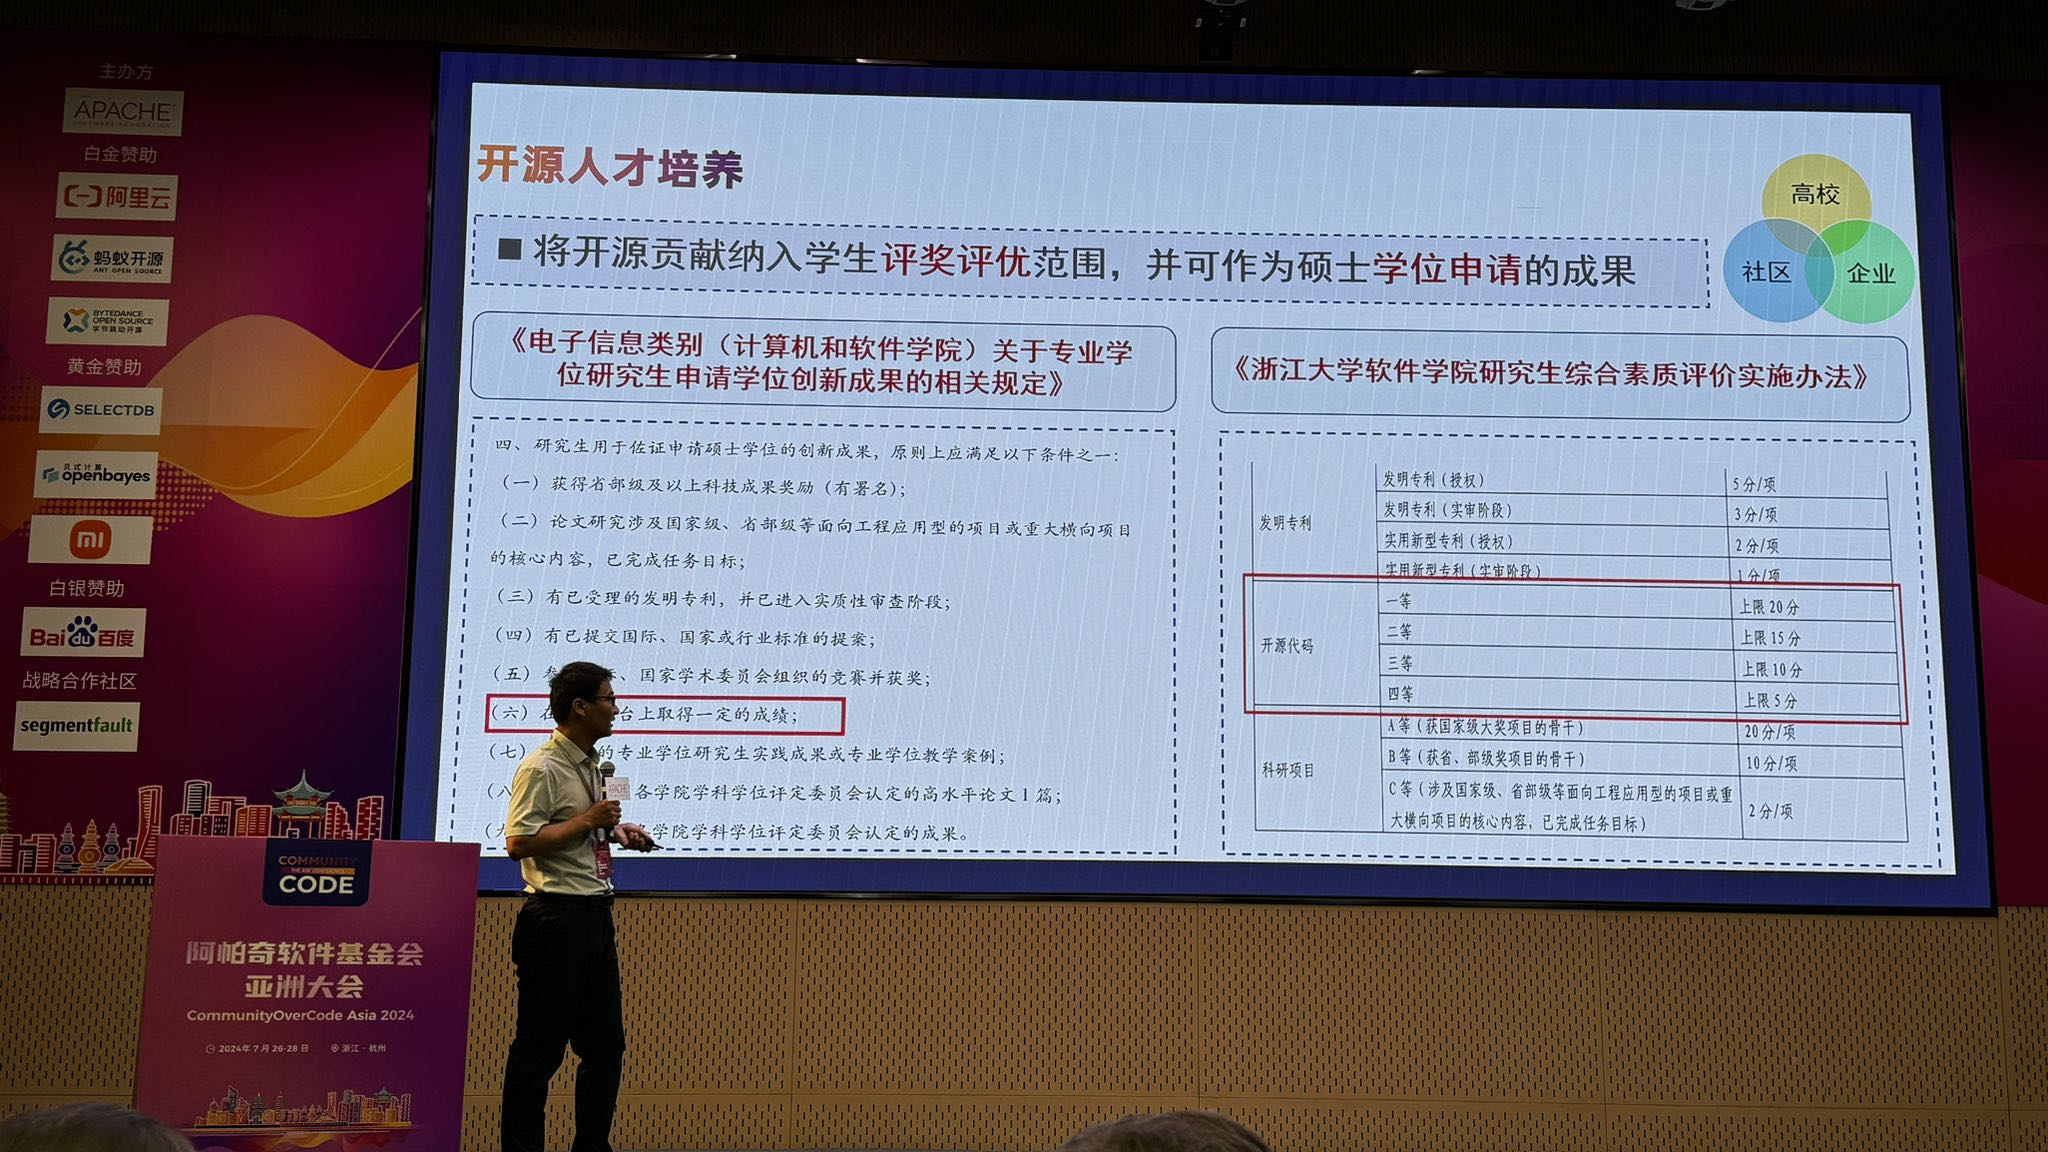 主办方
APACHE
SOFTWARE FOUNDATION
白金赞助
阿里云
蚂蚁开源
ANT OPEN SOURCE
BYTEDANCE
OPEN SOURCE
字节跳动开源
黄金赞助
SELECTDB
贝式计算
openbayes
mi
白银赞助
Bai du 百度
战略合作社区
segmentfault
开源人才培养
■ 将开源贡献纳入学生评奖评优范围，并可作为硕士学位申请的成果
高校
社区
企业
《电子信息类别（计算机和软件学院）关于专业学
位研究生申请学位创新成果的相关规定》
四、研究生用于佐证申请硕士学位的创新成果，原则上应满足以下条件之一：
（一）获得省部级及以上科技成果奖励（有署名）；
（二）论文研究涉及国家级、省部级等面向工程应用型的项目或重大横向项目
的核心内容，已完成任务目标；
（三）有已受理的发明专利，并已进入实质性审查阶段；
（四）有已提交国际、国家或行业标准的提案；
（五）、国家学术委员会组织的竞赛并获奖；
（六）在台上取得一定的成绩；
（七）的专业学位研究生实践成果或专业学位教学案例；
（八各学院学科学位评定委员会认定的高水平论文1篇；
学院学科学位评定委员会认定的成果。
《浙江大学软件学院研究生综合素质评价实施办法》
发明专利
发明专利（授权） 5分/项
发明专利（实审阶段） 3分/项
实用新型专利（授权） 2分/项
实用新型专利（实审阶段） 1分/项
开源代码
一等 上限20分
二等 上限15分
三等 上限10分
四等 上限5分
科研项目
A等（获国家级大奖项目的骨干） 20分/项
B等（获省、部级奖项目的骨干） 10分/项
C等（涉及国家级、省部级等面向工程应用型的项目或重
大横向项目的核心内容，已完成任务目标） 2分/项
APACHE
COMMUNITY
THE ASF CONFERENCE
CODE
阿帕奇软件基金会
亚洲大会
CommunityOverCode Asia 2024
2024年7月26-28日 浙江·杭州